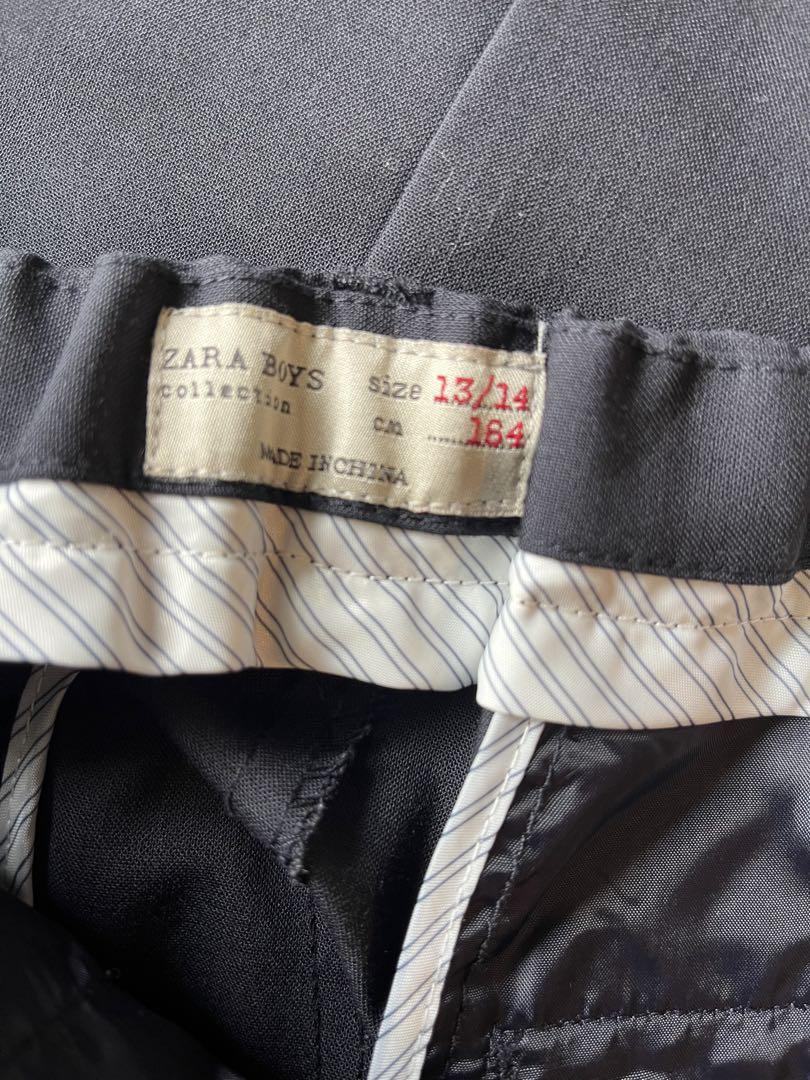 ZARA BOYS
collection
size 13/14
cm 164
MADE IN CHINA